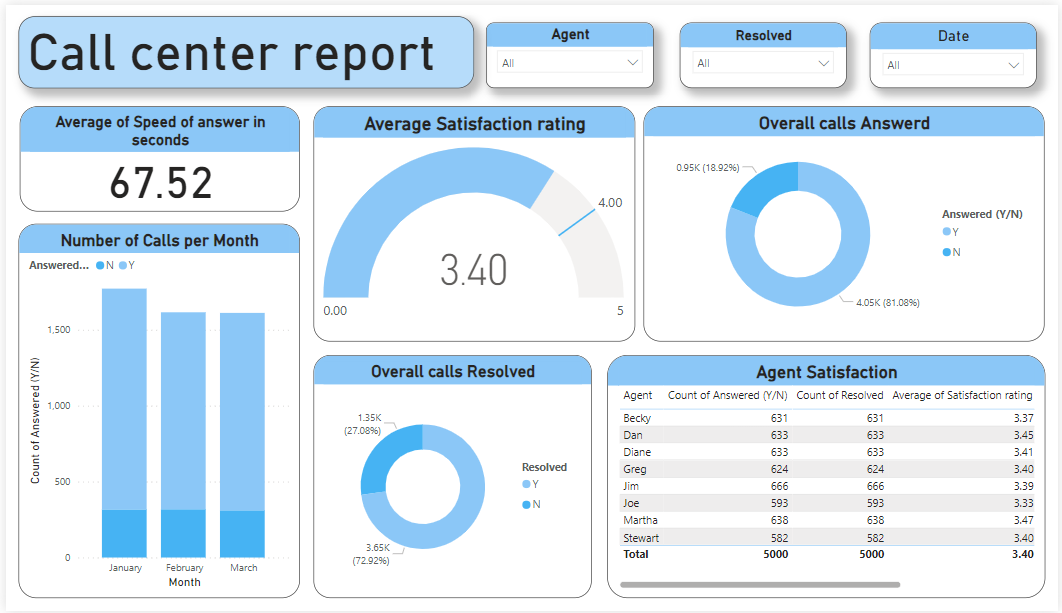 Call center report
Agent
All
Resolved
All
Date
All
Average of Speed of answer in
seconds
67.52
Average Satisfaction rating
4.00
3.40
0.00
5
Overall calls Answerd
0.95K (18.92%)
4.05K (81.08%)
Answered (Y/N)
Y
N
Number of Calls per Month
Answered... N Y
Count of Answered (Y/N)
1,500
1,000
500
0
January February March
Month
Overall calls Resolved
1.35K
(27.08%)
3.65K
(72.92%)
Resolved
Y
N
Agent Satisfaction
Agent Count of Answered (Y/N) Count of Resolved Average of Satisfaction rating
Becky 631 631 3.37
Dan 633 633 3.45
Diane 633 633 3.41
Greg 624 624 3.40
Jim 666 666 3.39
Joe 593 593 3.33
Martha 638 638 3.47
Stewart 582 582 3.40
Total 5000 5000 3.40